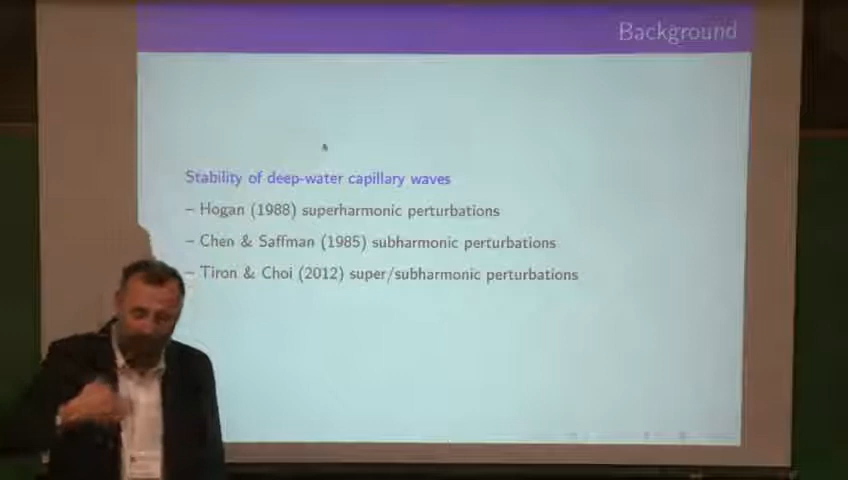 Background
Stability of deep-water capillary waves
– Hogan (1988) superharmonic perturbations
– Chen & Saffman (1985) subharmonic perturbations
– Tiron & Choi (2012) super/subharmonic perturbations